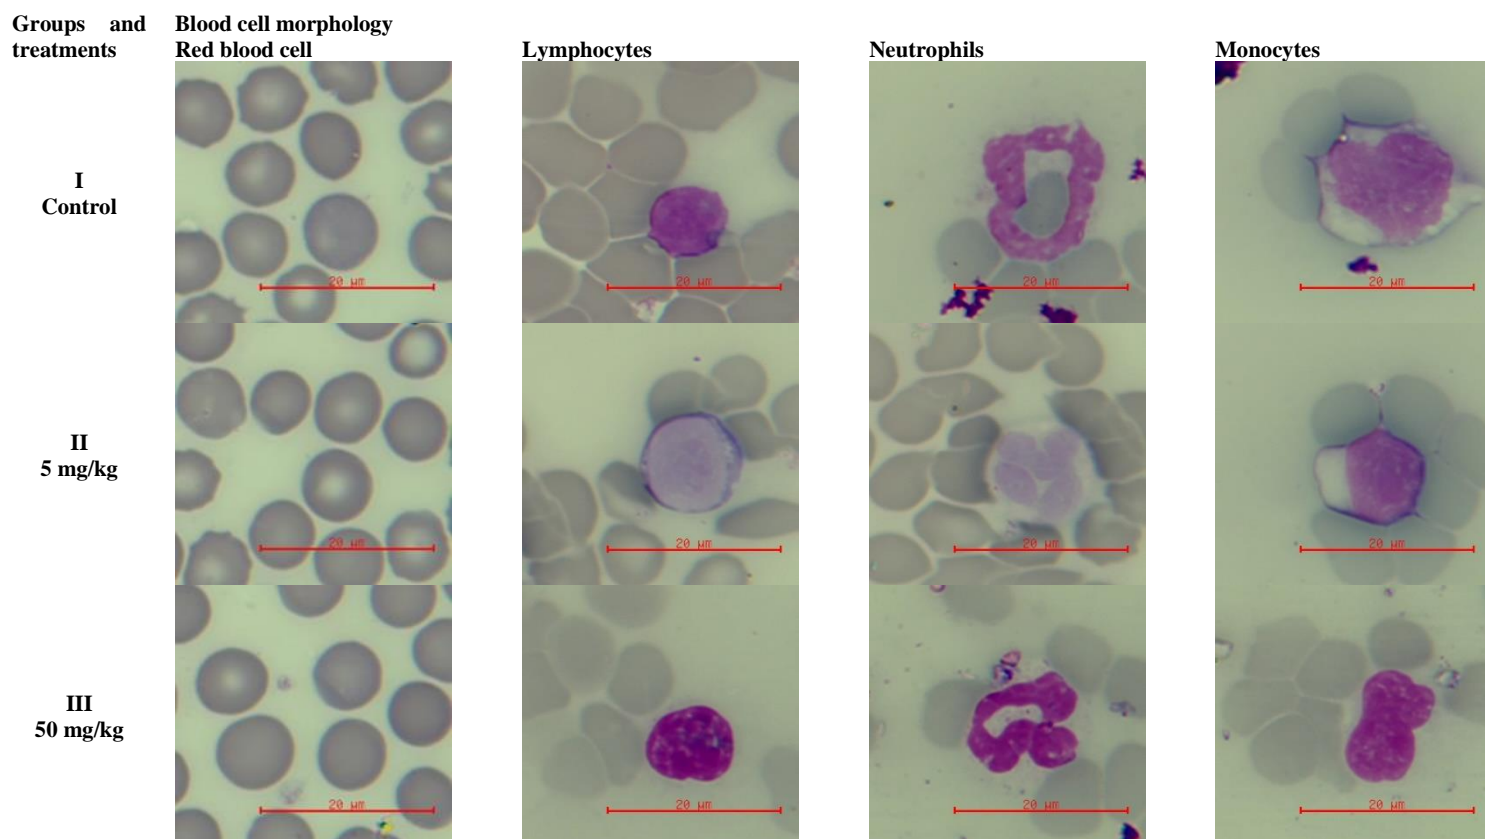 Groups and Blood cell morphology
treatments Red blood cell Lymphocytes Neutrophils Monocytes
I
Control
20 µm 20 µm 20 µm 20 µm
II
5 mg/kg
20 µm 20 µm 20 µm 20 µm
III
50 mg/kg
20 µm 20 µm 20 µm 20 µm